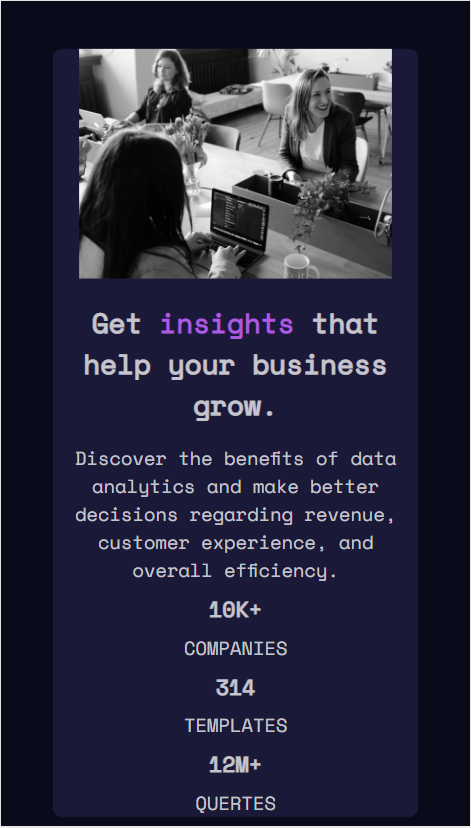 Get insights that
help your business
grow.
Discover the benefits of data
analytics and make better
decisions regarding revenue,
customer experience, and
overall efficiency.
10K+
COMPANIES
314
TEMPLATES
12M+
QUERTES